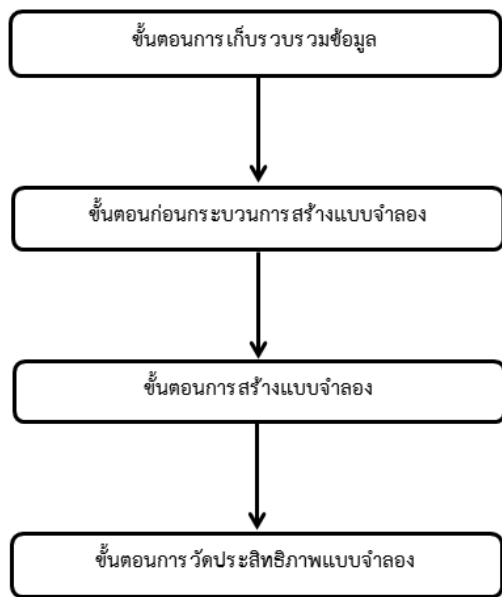 ขั้นตอนการเก็บรวบรวมข้อมูล
ขั้นตอนก่อนกระบวนการสร้างแบบจำลอง
ขั้นตอนการสร้างแบบจำลอง
ขั้นตอนการวัดประสิทธิภาพแบบจำลอง